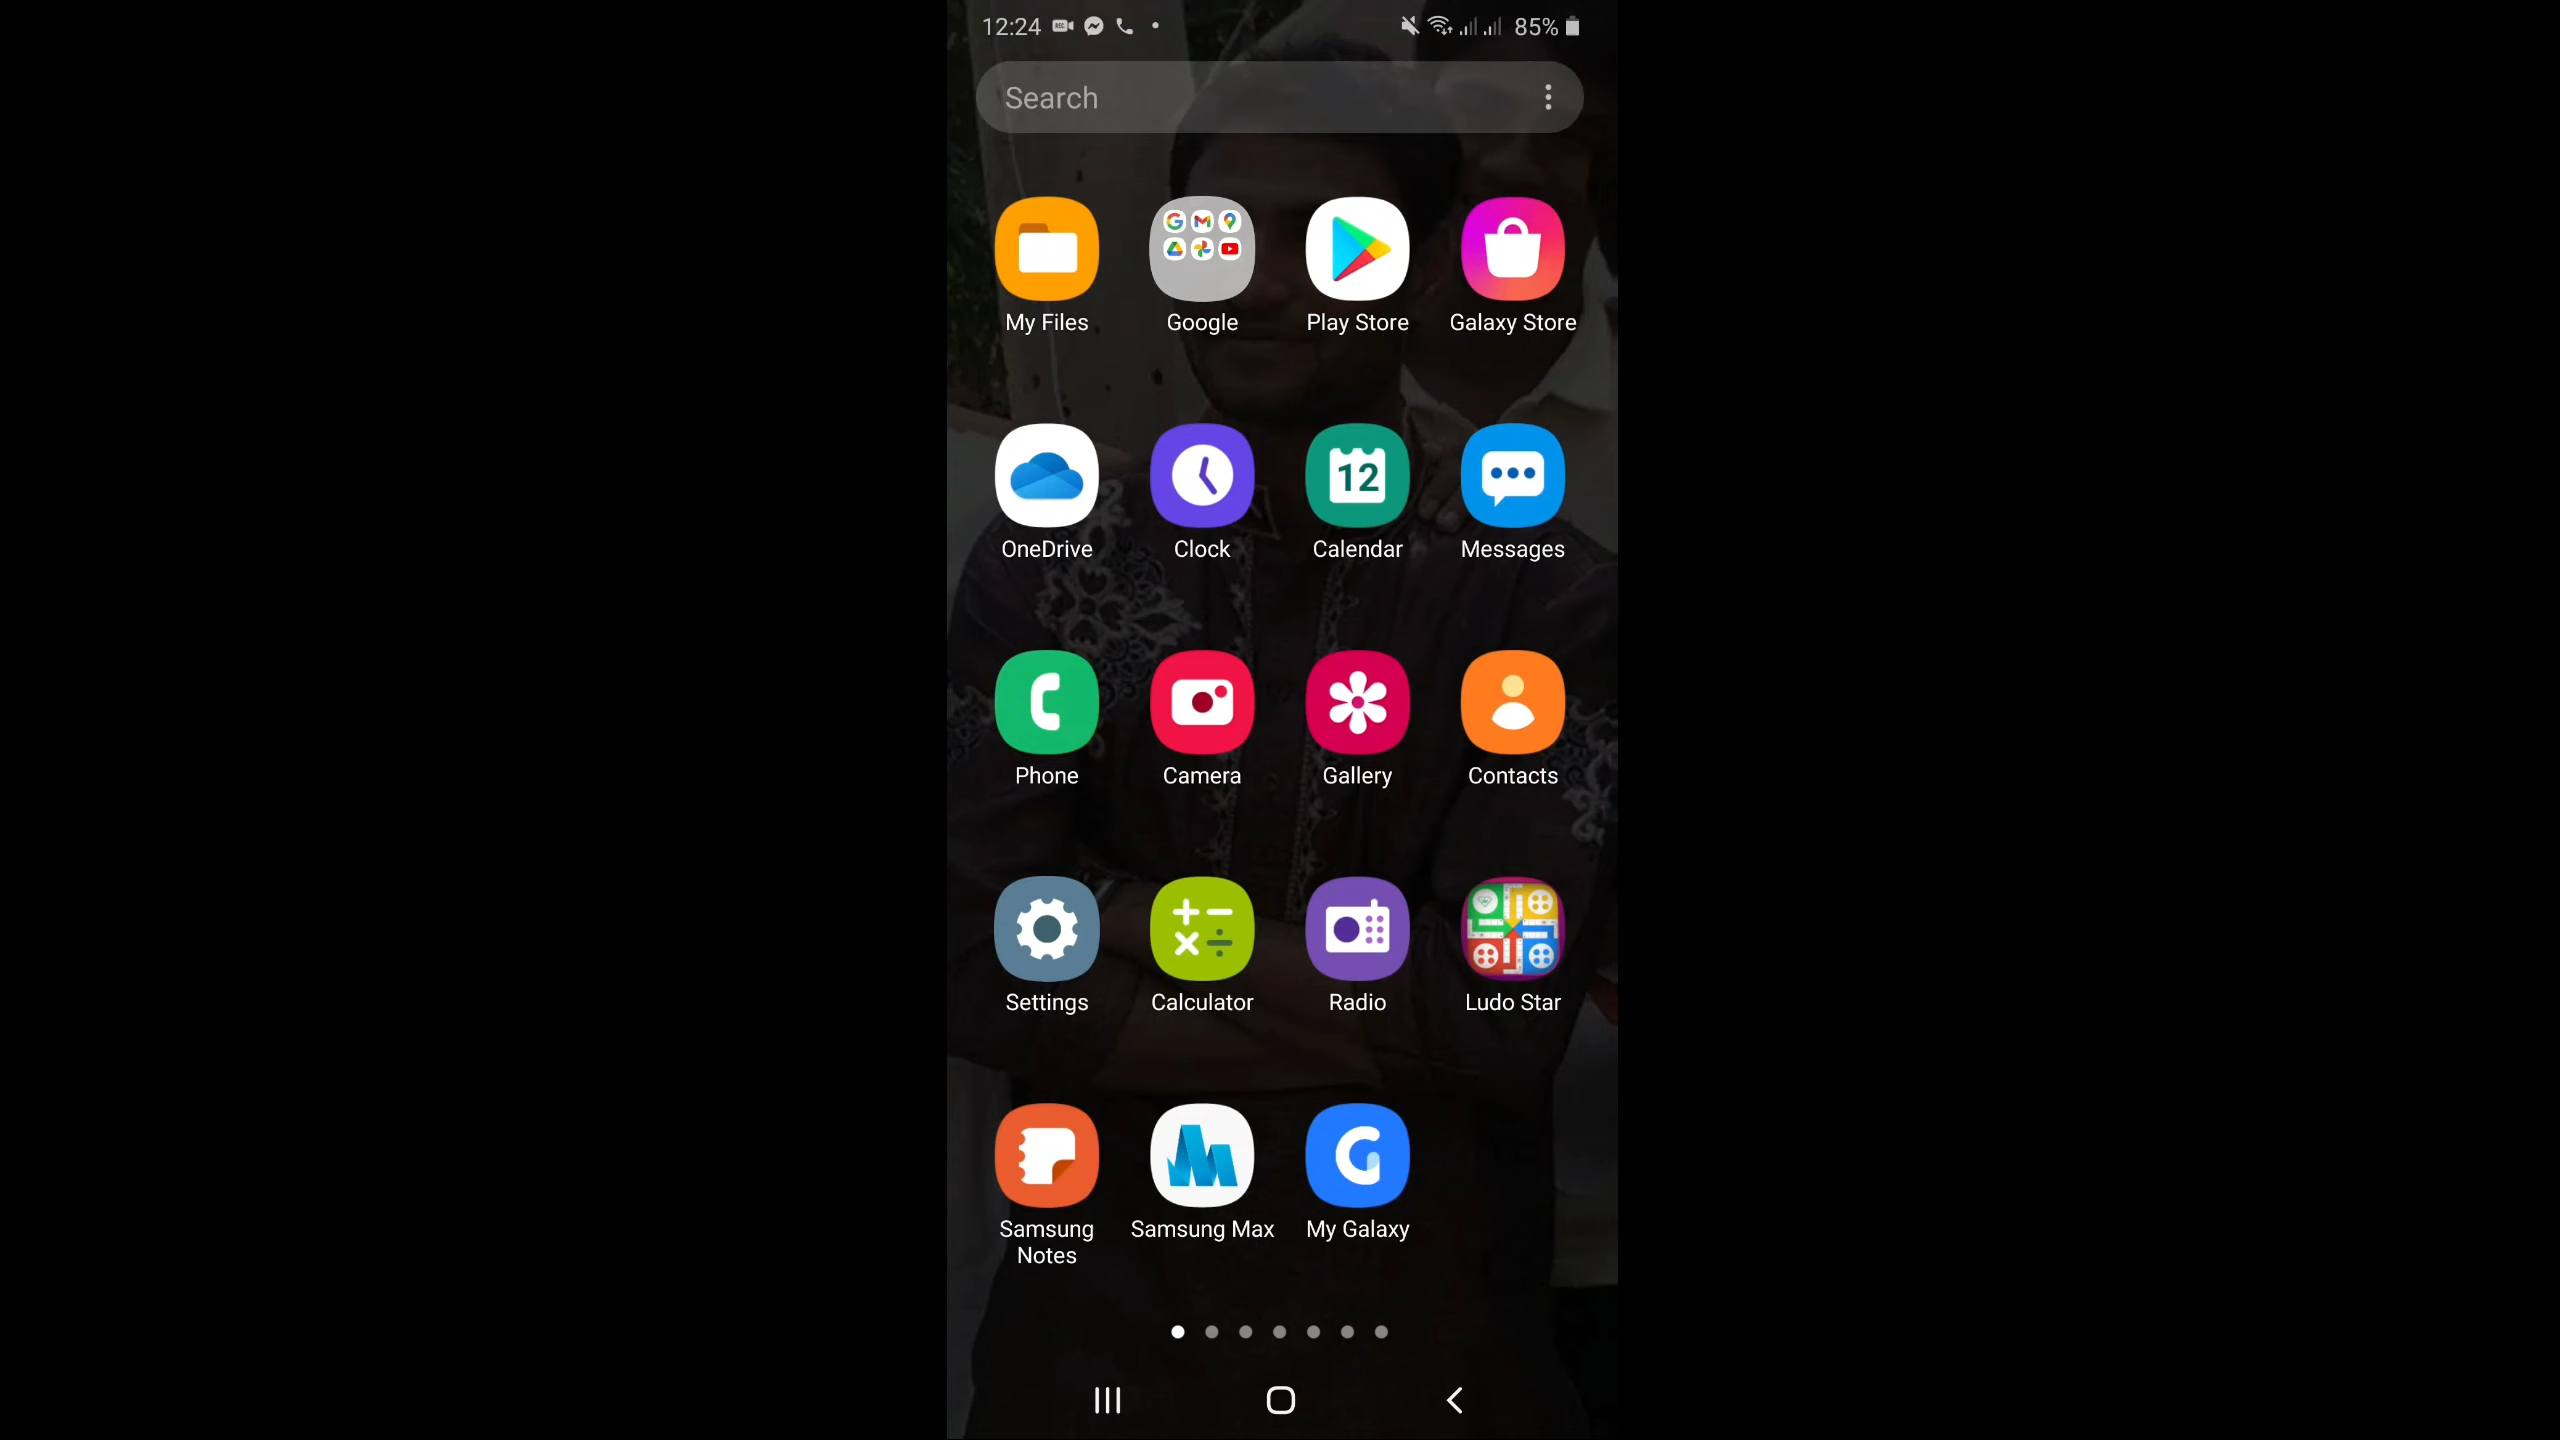 12:24
85%
Search
My Files
Google
Play Store
Galaxy Store
12
OneDrive
Clock
Calendar
Messages
Phone
Camera
Gallery
Contacts
Settings
Calculator
Radio
Ludo Star
Samsung
Notes
Samsung Max
My Galaxy